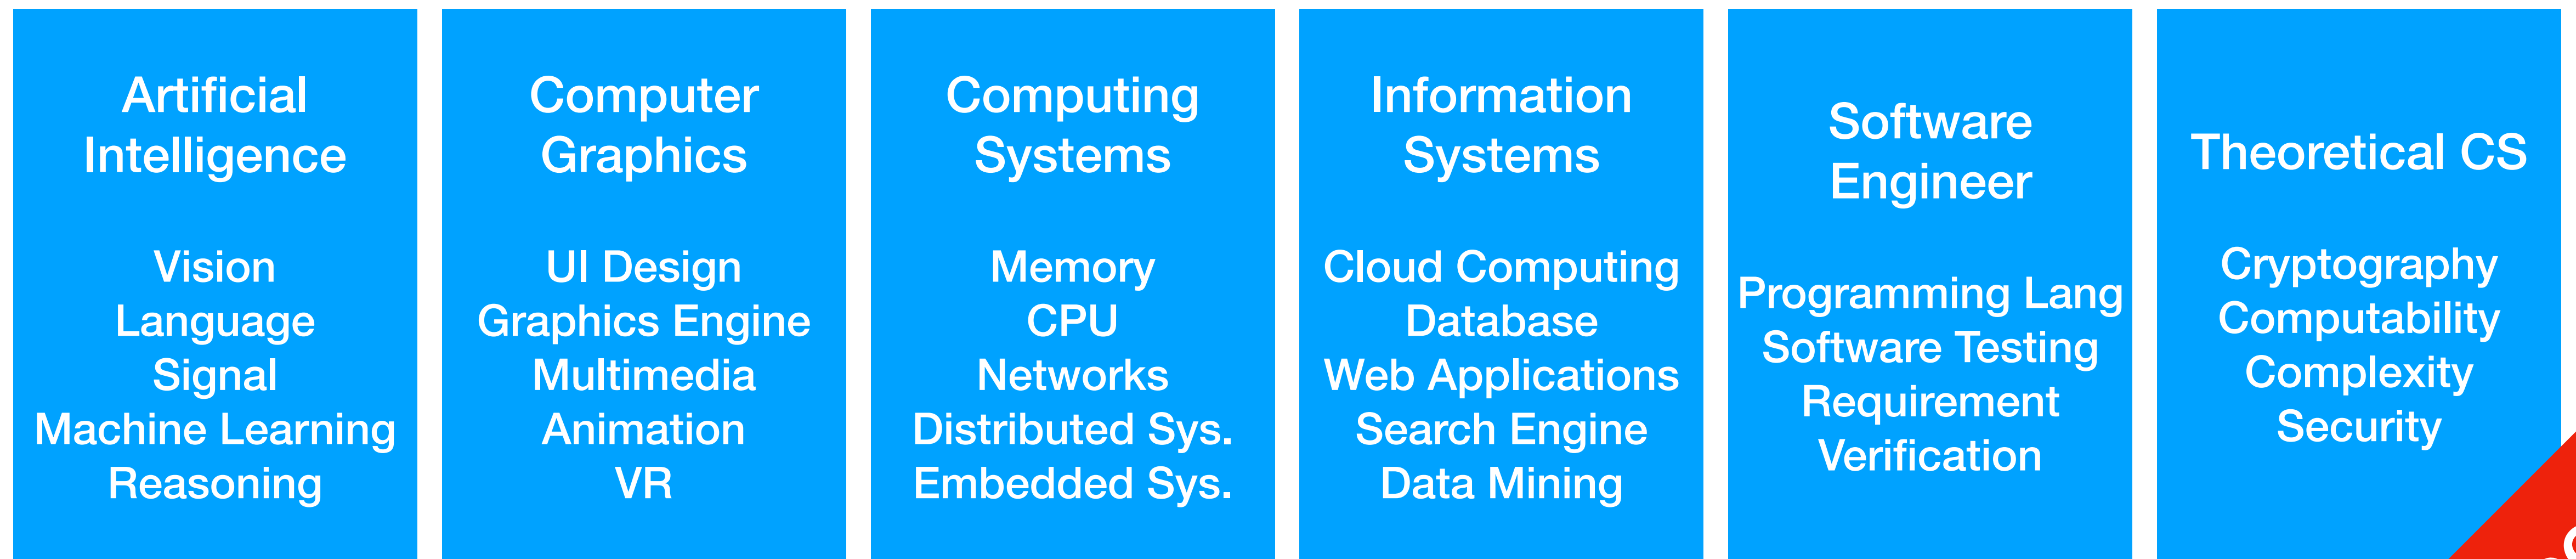 Artificial
Intelligence
Vision
Language
Signal
Machine Learning
Reasoning
Computer
Graphics
UI Design
Graphics Engine
Multimedia
Animation
VR
Computing
Systems
Memory
CPU
Networks
Distributed Sys.
Embedded Sys.
Information
Systems
Cloud Computing
Database
Web Applications
Search Engine
Data Mining
Software
Engineer
Programming Lang
Software Testing
Requirement
Verification
Theoretical CS
Cryptography
Computability
Complexity
Security